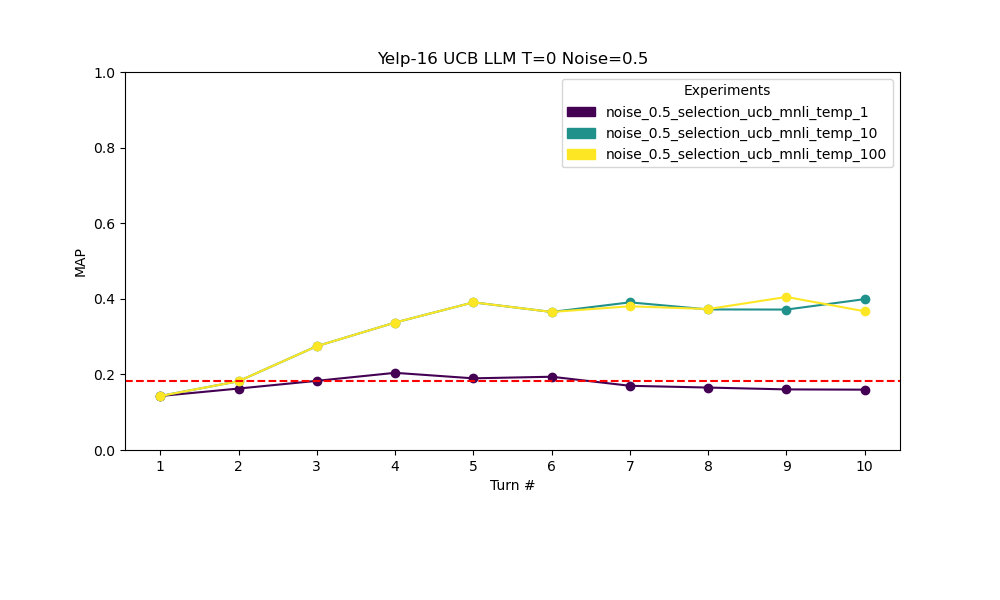 Yelp-16 UCB LLM T=0 Noise=0.5
Experiments
noise_0.5_selection_ucb_mnli_temp_1
noise_0.5_selection_ucb_mnli_temp_10
noise_0.5_selection_ucb_mnli_temp_100
1.0
0.8
0.6
0.4
0.2
0.0
MAP
1 2 3 4 5 6 7 8 9 10
Turn #